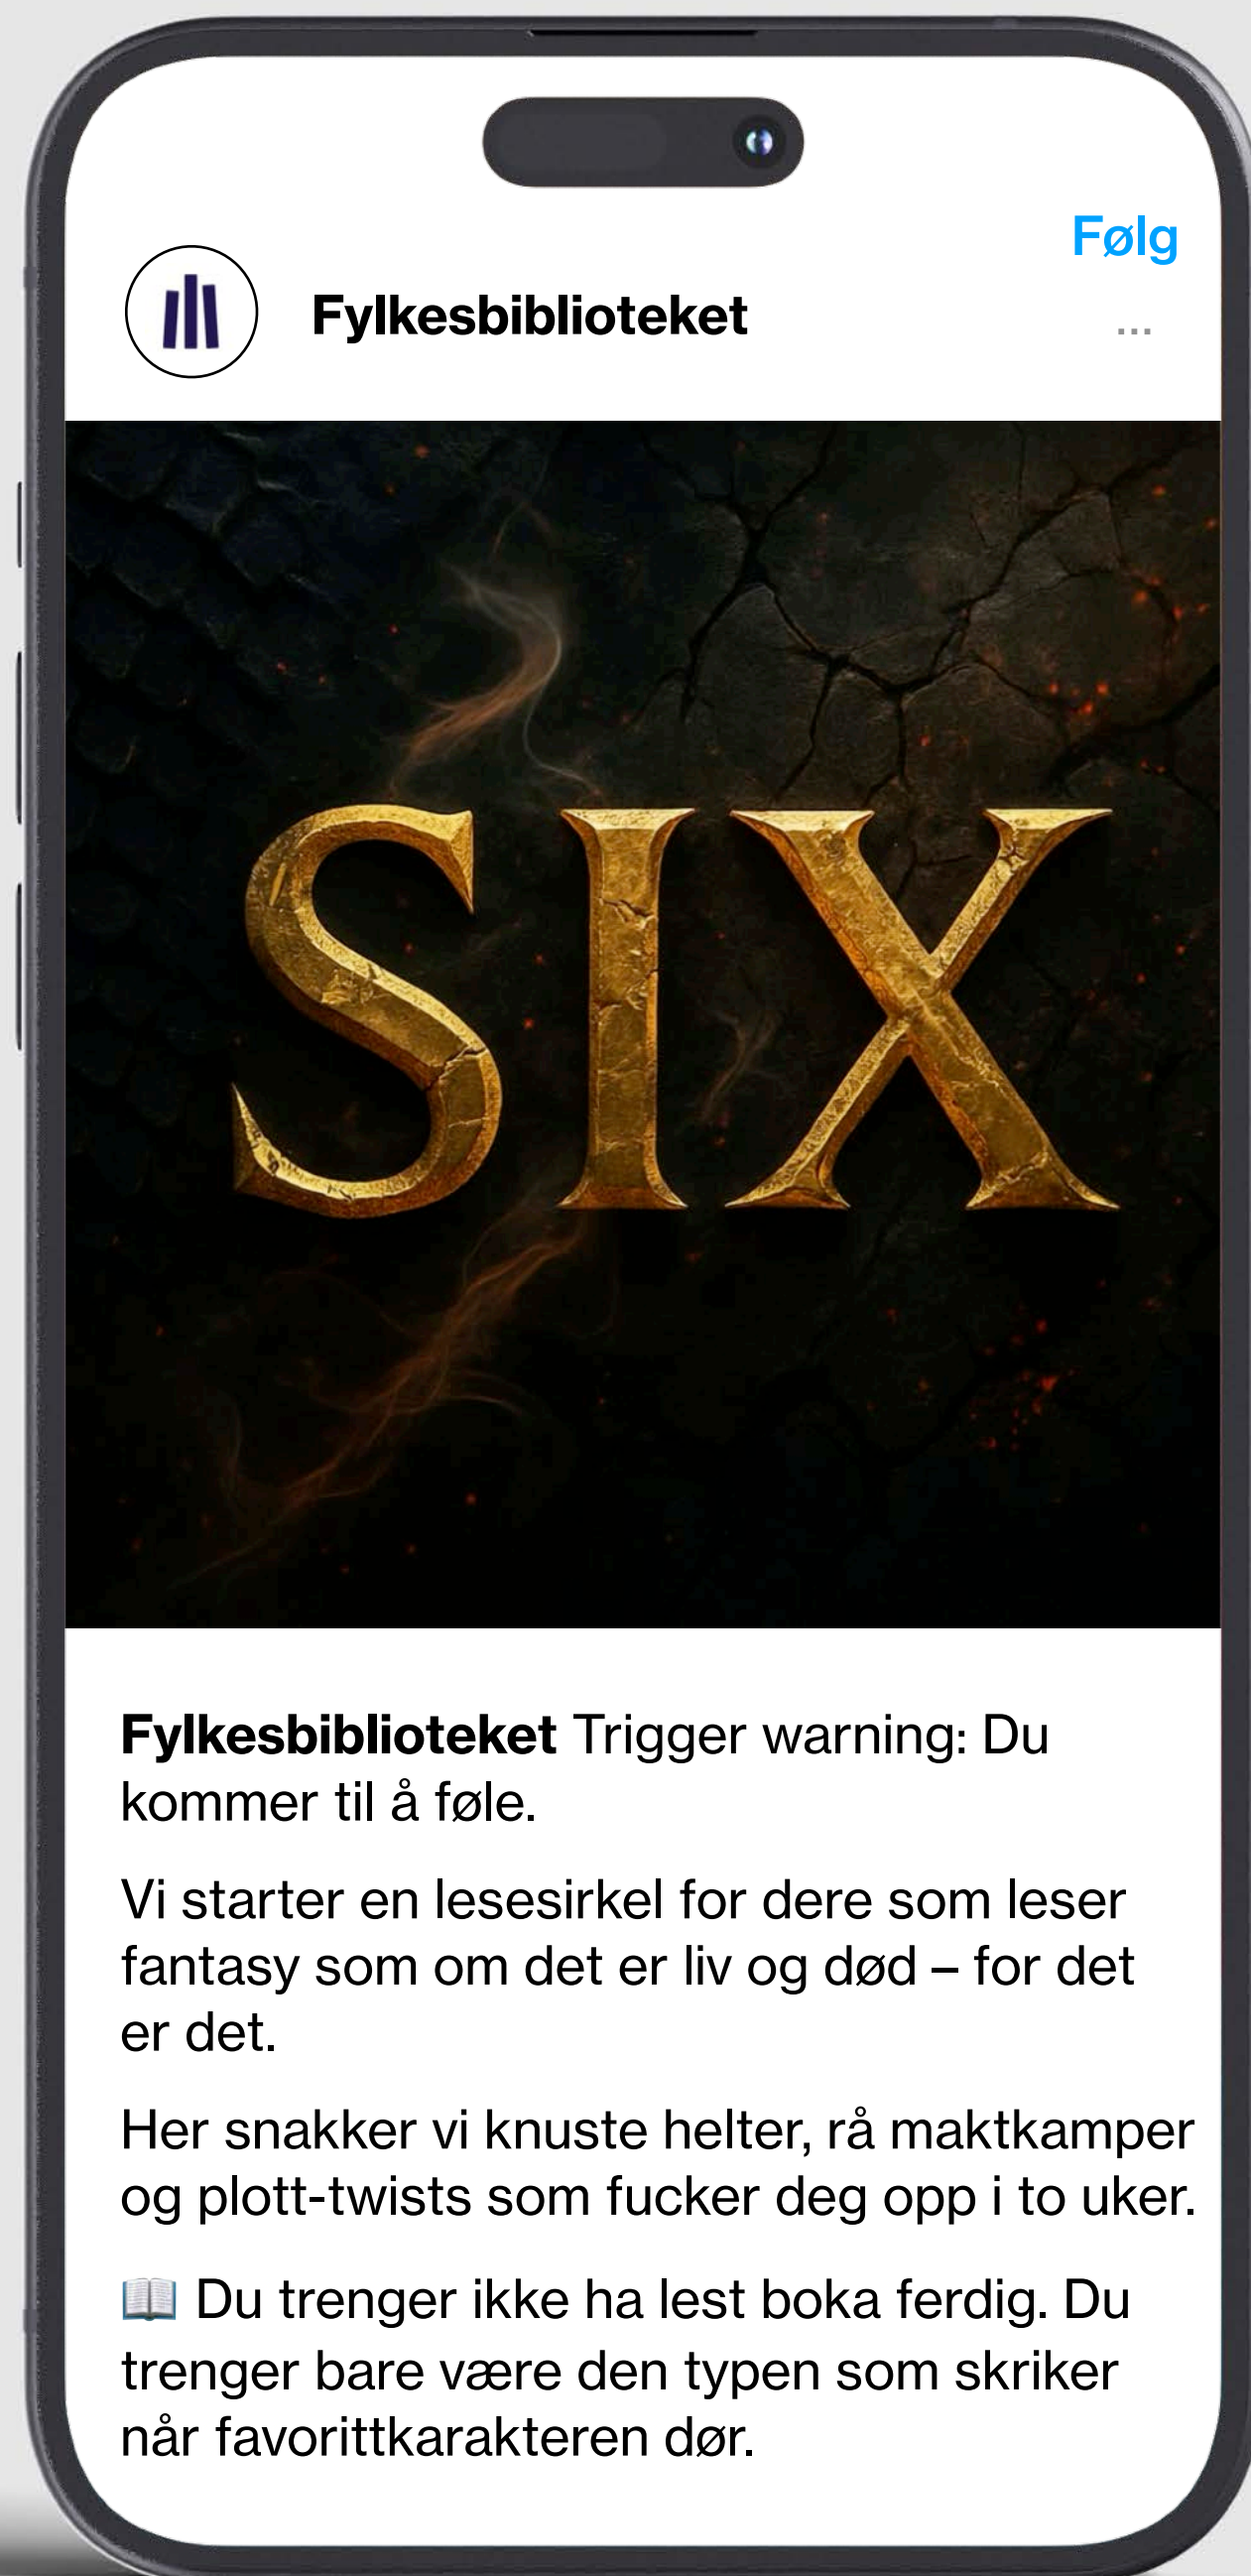 Følg
Fylkesbiblioteket
...
SIX
Fylkesbiblioteket Trigger warning: Du
kommer til å føle.
Vi starter en lesesirkel for dere som leser
fantasy som om det er liv og død – for det
er det.
Her snakker vi knuste helter, rå maktkamper
og plott-twists som fucker deg opp i to uker.
📖 Du trenger ikke ha lest boka ferdig. Du
trenger bare være den typen som skriker
når favorittkarakteren dør.